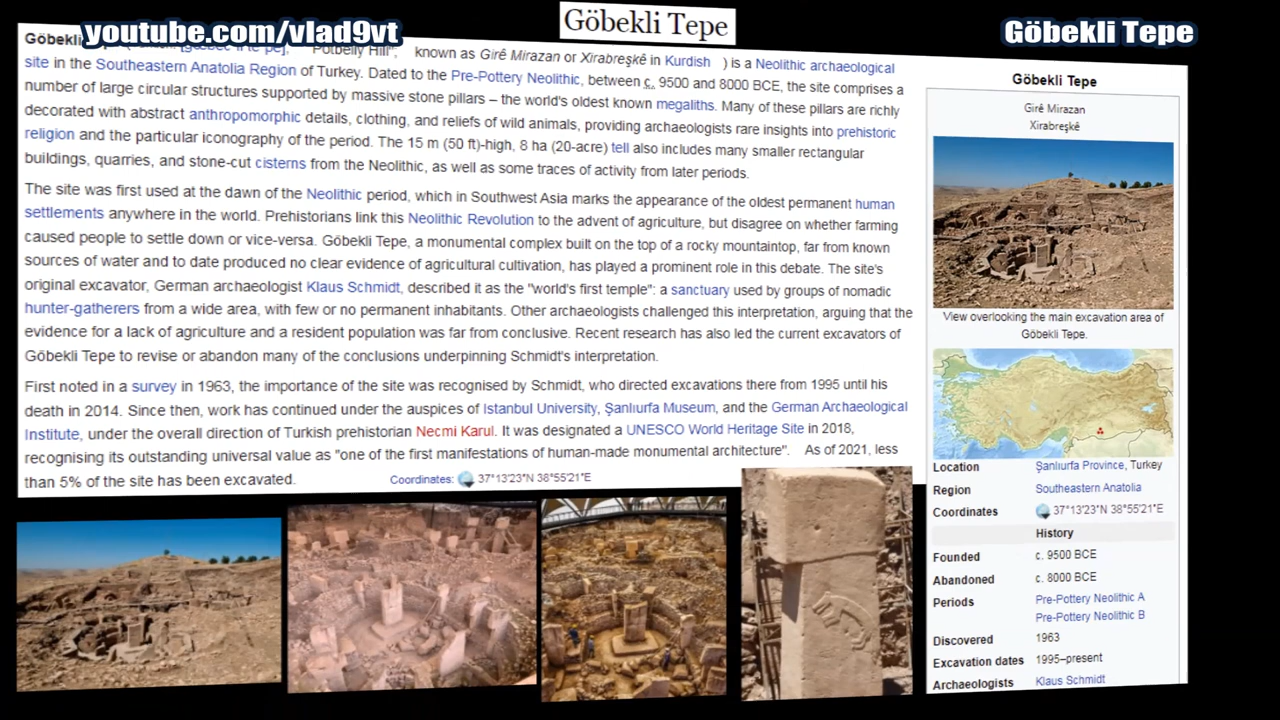 youtube.com/vlad9vt
Göbekli Tepe
Göbekli Tepe
Göbekli
"Potbelly Hill"; known as Girê Mirazan or Xirabreşkê in Kurdish ) is a Neolithic archaeological
site in the Southeastern Anatolia Region of Turkey. Dated to the Pre-Pottery Neolithic, between c. 9500 and 8000 BCE, the site comprises a
number of large circular structures supported by massive stone pillars – the world's oldest known megaliths. Many of these pillars are richly
decorated with abstract anthropomorphic details, clothing, and reliefs of wild animals, providing archaeologists rare insights into prehistoric
religion and the particular iconography of the period. The 15 m (50 ft)-high, 8 ha (20-acre) tell also includes many smaller rectangular
buildings, quarries, and stone-cut cisterns from the Neolithic, as well as some traces of activity from later periods.
The site was first used at the dawn of the Neolithic period, which in Southwest Asia marks the appearance of the oldest permanent human
settlements anywhere in the world. Prehistorians link this Neolithic Revolution to the advent of agriculture, but disagree on whether farming
caused people to settle down or vice-versa. Göbekli Tepe, a monumental complex built on the top of a rocky mountaintop, far from known
sources of water and to date produced no clear evidence of agricultural cultivation, has played a prominent role in this debate. The site's
original excavator, German archaeologist Klaus Schmidt, described it as the "world's first temple": a sanctuary used by groups of nomadic
hunter-gatherers from a wide area, with few or no permanent inhabitants. Other archaeologists challenged this interpretation, arguing that the
evidence for a lack of agriculture and a resident population was far from conclusive. Recent research has also led the current excavators of
Göbekli Tepe to revise or abandon many of the conclusions underpinning Schmidt's interpretation.
First noted in a survey in 1963, the importance of the site was recognised by Schmidt, who directed excavations there from 1995 until his
death in 2014. Since then, work has continued under the auspices of Istanbul University, Şanlıurfa Museum, and the German Archaeological
Institute, under the overall direction of Turkish prehistorian Necmi Karul. It was designated a UNESCO World Heritage Site in 2018,
recognising its outstanding universal value as "one of the first manifestations of human-made monumental architecture". As of 2021, less
than 5% of the site has been excavated.
Coordinates: 37°13'23"N 38°55'21"E
Göbekli Tepe
Girê Mirazan
Xirabreşkê
View overlooking the main excavation area of
Göbekli Tepe.
Location Şanlıurfa Province, Turkey
Region Southeastern Anatolia
Coordinates 37°13'23"N 38°55'21"E
History
Founded c. 9500 BCE
Abandoned c. 8000 BCE
Periods Pre-Pottery Neolithic A
Pre-Pottery Neolithic B
Discovered 1963
Excavation dates 1995–present
Archaeologists Klaus Schmidt